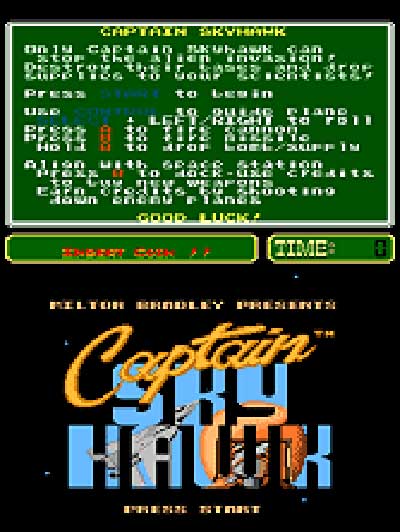 CAPTAIN SKYHAWK
Only Captain Skyhawk can
stop the alien invasion!
Destroy their bases and drop
supplies to your scientists!
Press START to begin
Use CONTROL to guide plane
SELECT + LEFT/RIGHT to roll
Press A to fire cannon
Press B to fire missile
Hold B to drop bomb/supply
Align with space station
Press B to dock-use credits
to buy new weapons
Earn credits by shooting
down enemy planes
GOOD LUCK!
INSERT COIN !!
TIME: 0
MILTON BRADLEY PRESENTS
Captain™
SKY
HAWK
PRESS START